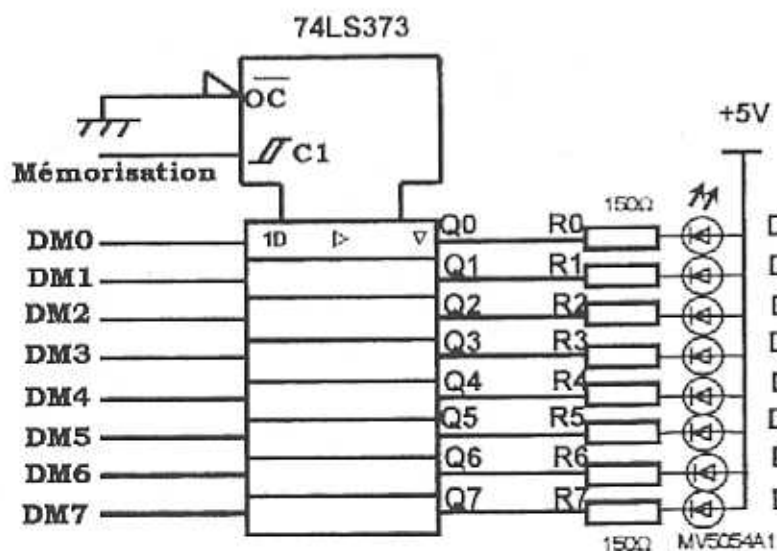 74LS373
OC
+5V
C1
Mémorisation
150Ω
DM0 1D Q0 R0
DM1 Q1 R1
DM2 Q2 R2
DM3 Q3 R3
DM4 Q4 R4
DM5 Q5 R5
DM6 Q6 R6
DM7 Q7 R7
150Ω MV5054A1